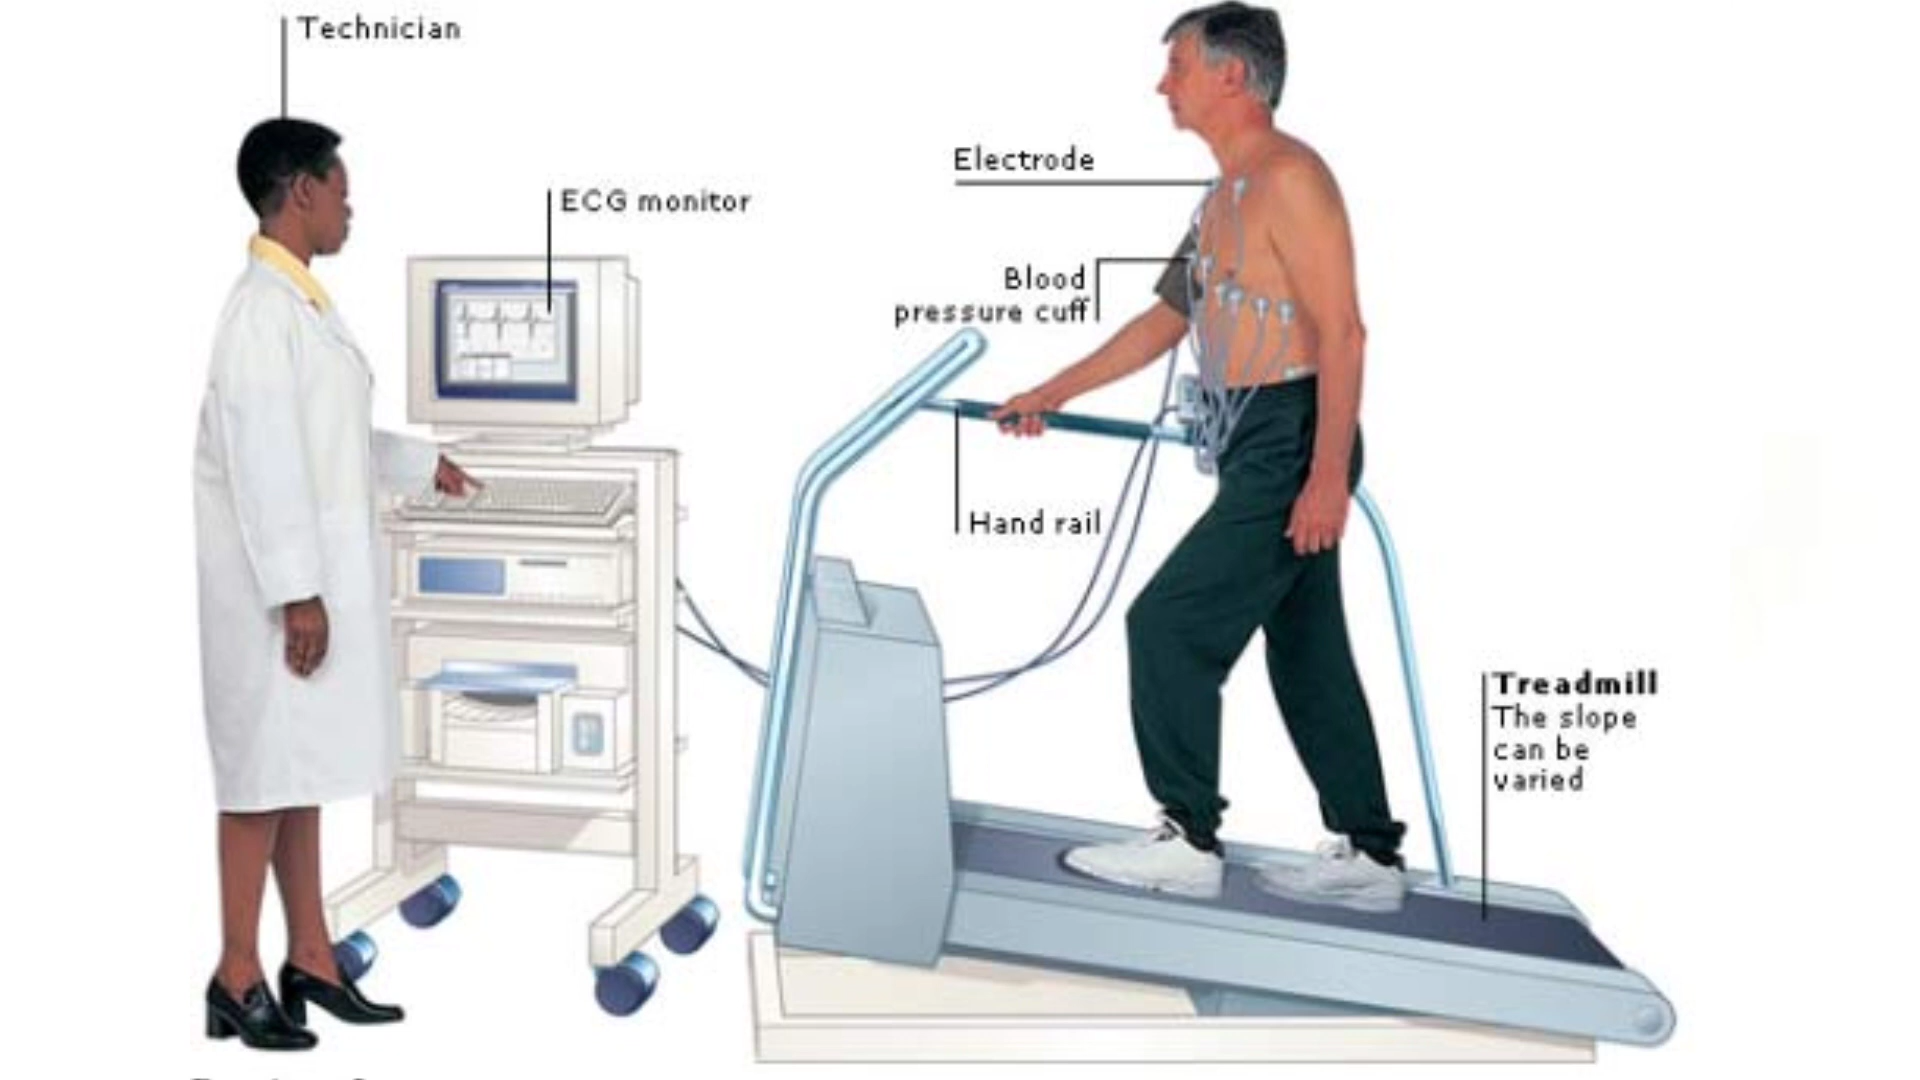 Technician
ECG monitor
Electrode
Blood
pressure cuff
Hand rail
Treadmill
The slope
can be
varied